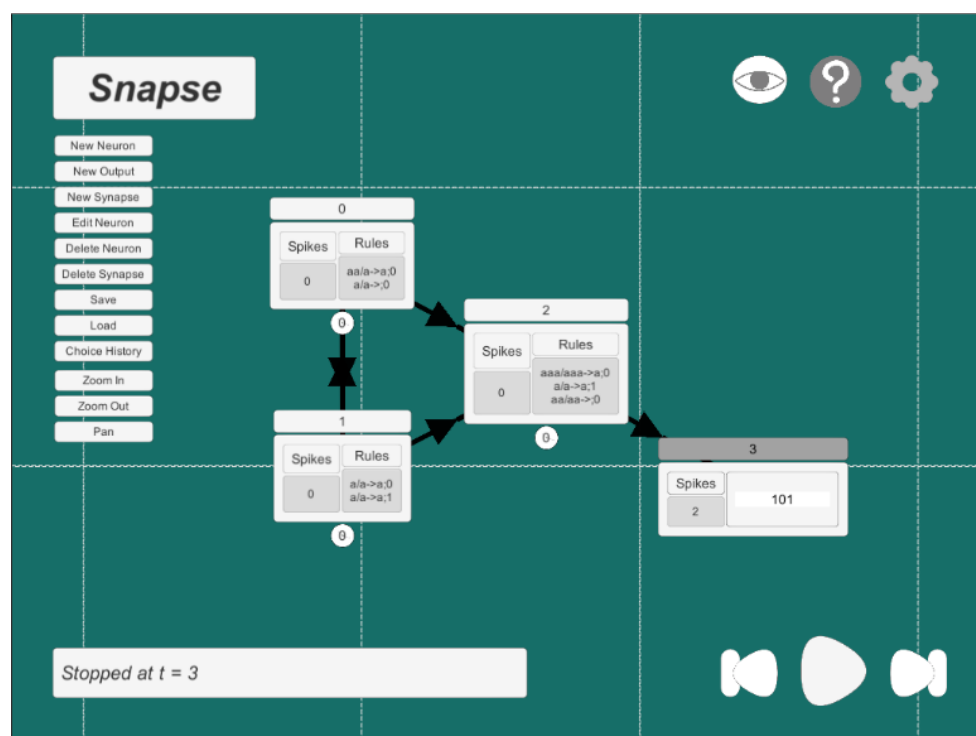 Snapse
?
New Neuron
New Output
New Synapse
Edit Neuron
Delete Neuron
Delete Synapse
Save
Load
Choice History
Zoom In
Zoom Out
Pan
0
Spikes
Rules
0
aa/a->a;0
a/a->;0
0
1
Spikes
Rules
0
a/a->a;0
a/a->a;1
0
2
Spikes
Rules
0
aaa/aaa->a;0
a/a->a;1
aa/aa->;0
0
3
Spikes
2
101
Stopped at t = 3